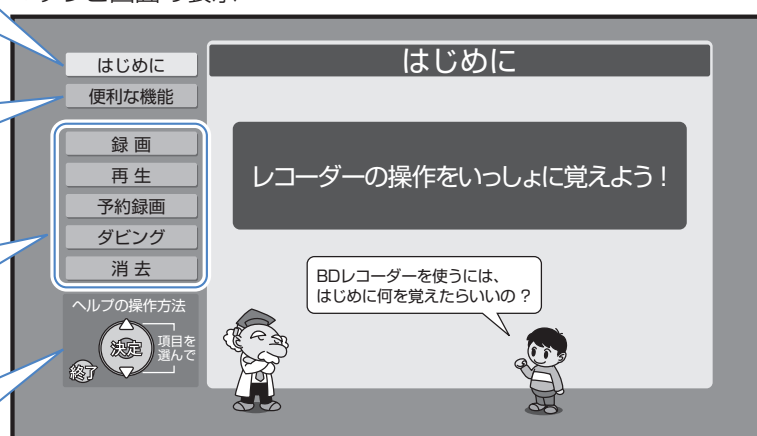 テレビ画面の表示
はじめに
便利な機能
録画
再生
予約録画
ダビング
消去
ヘルプの操作方法
決定
項目を
選んで
終了
はじめに
レコーダーの操作をいっしょに覚えよう！
BDレコーダーを使うには、
はじめに何を覚えたらいいの？